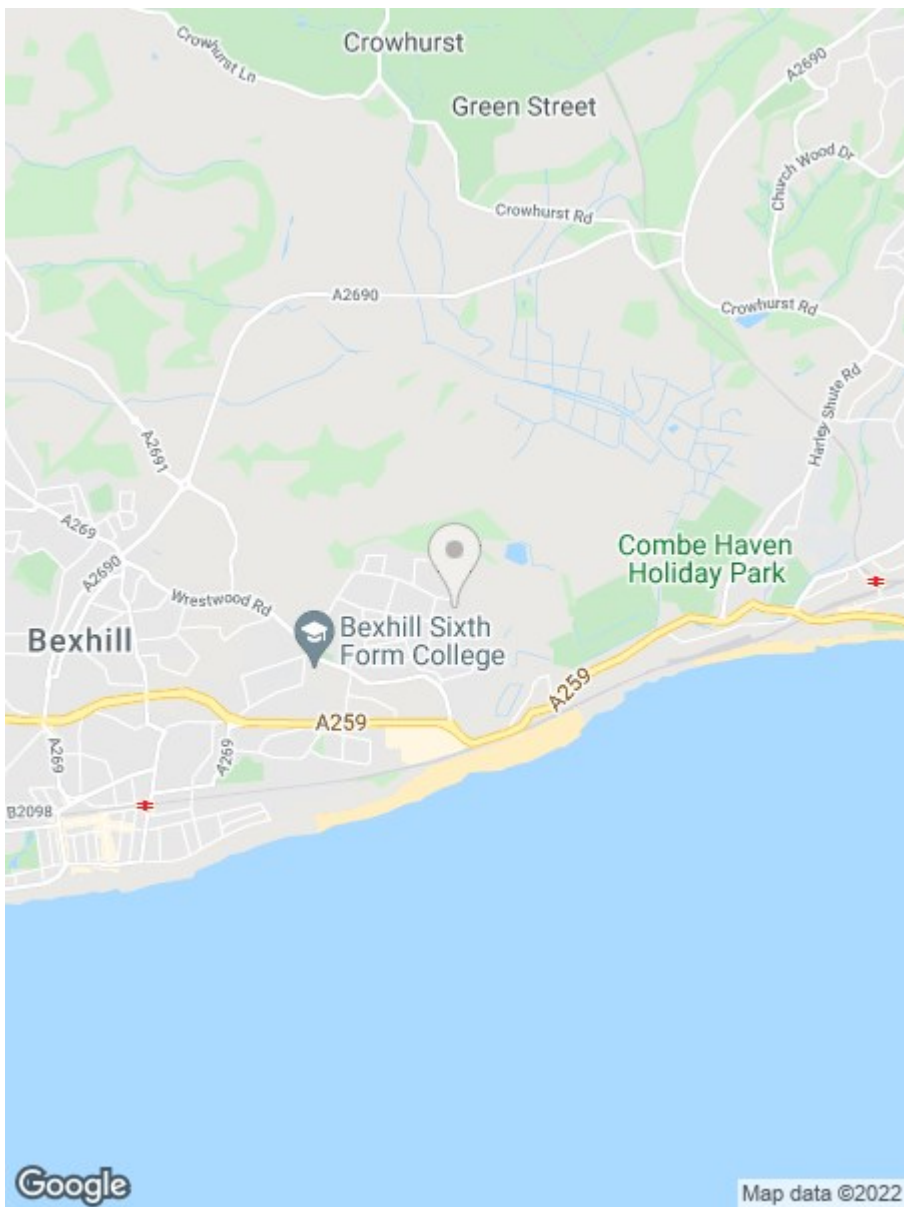 Crowhurst
Crowhurst Ln
A2690
Green Street
Church Wood Dr
Crowhurst Rd
A2690
Crowhurst Rd
Harley Shute Rd
A2691
A269
A2690
Combe Haven
Holiday Park
Wrestwood Rd
Bexhill
Bexhill Sixth
Form College
A259
A259
A269
A269
B2098
Google
Map data ©2022